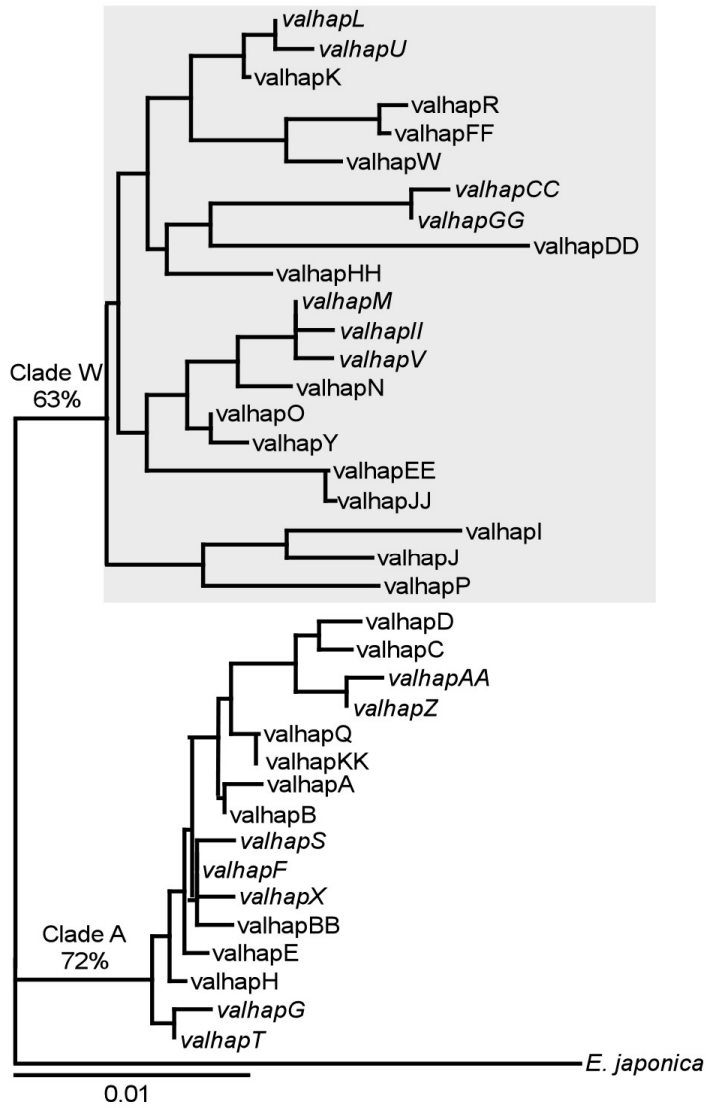 valhapL
valhapU
valhapK
valhapR
valhapFF
valhapW
valhapCC
valhapGG
valhapDD
valhapHH
valhapM
valhapII
valhapV
Clade W
63%
valhapN
valhapO
valhapY
valhapEE
valhapJJ
valhapI
valhapJ
valhapP
valhapD
valhapC
valhapAA
valhapZ
valhapQ
valhapKK
valhapA
valhapB
valhapS
valhapF
valhapX
valhapBB
Clade A
72%
valhapE
valhapH
valhapG
valhapT
E. japonica
0.01